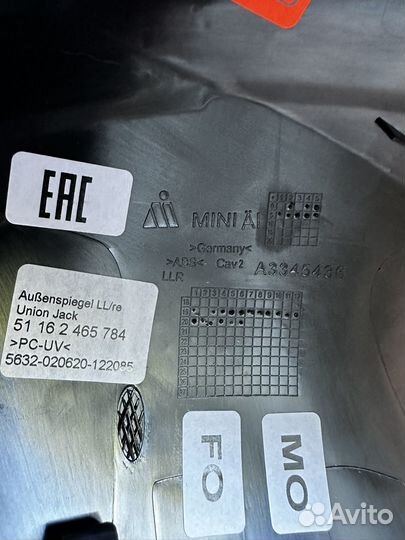 EAC
MINI
>Germany<
>ABS< Cav2
A3345436
LLR
Außenspiegel LL/re
Union Jack
51 16 2 465 784
>PC-UV<
5632-020620-122085
FO
MO
Avito